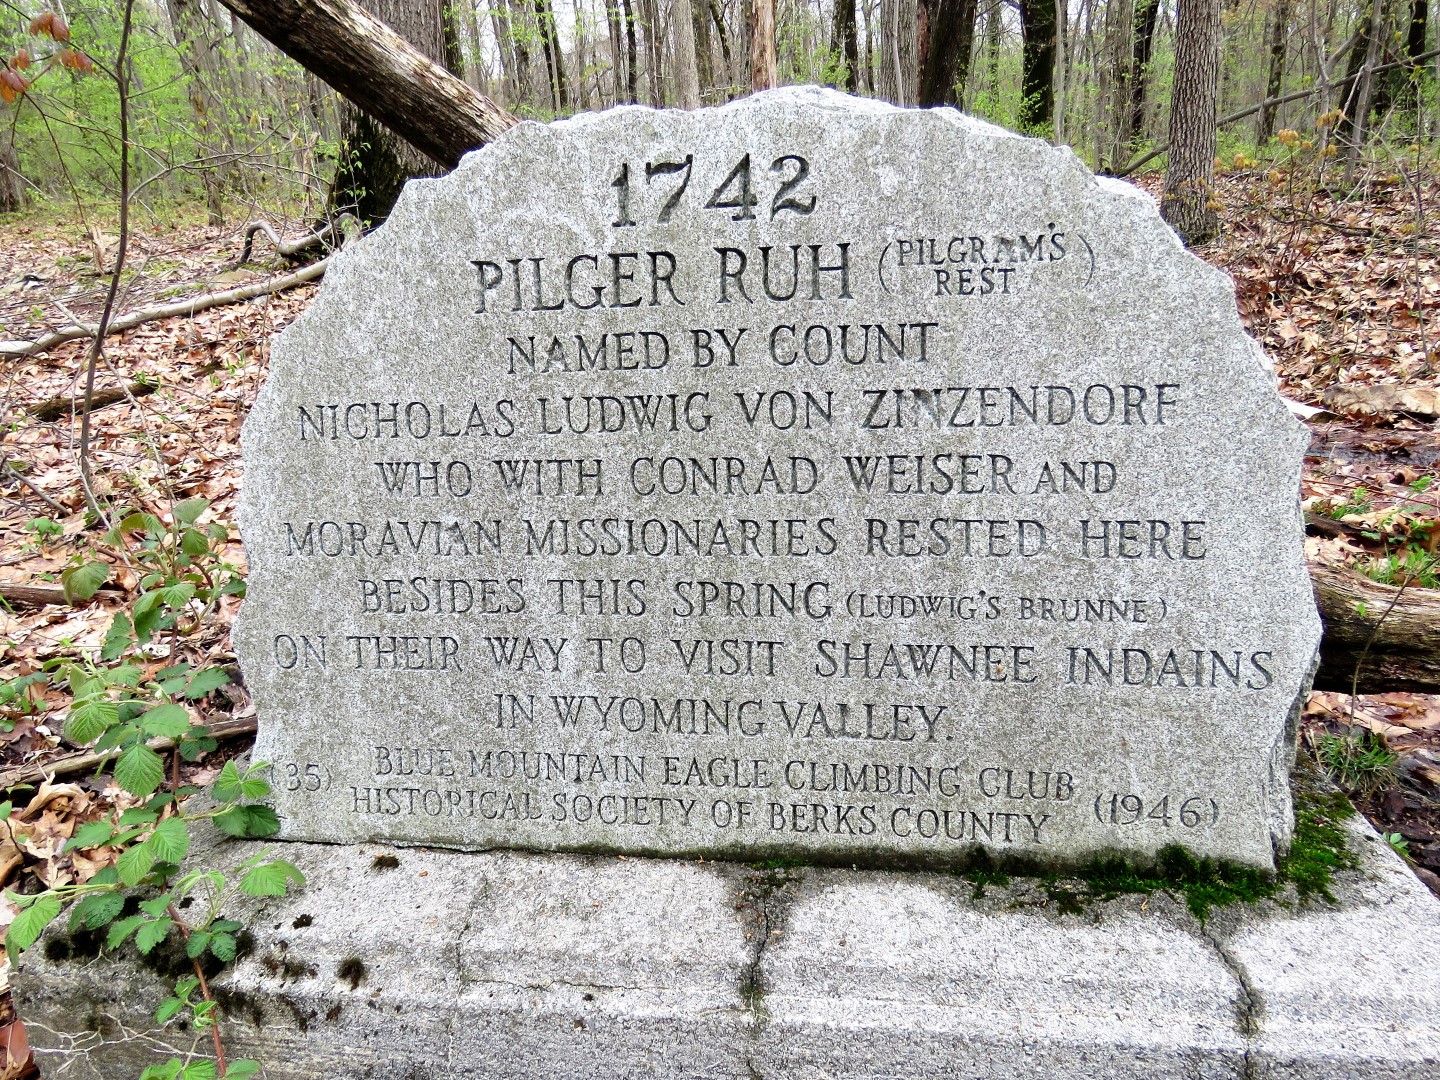 1742
PILGER RUH (PILGRAM'S REST)
NAMED BY COUNT
NICHOLAS LUDWIG VON ZINZENDORF
WHO WITH CONRAD WEISER AND
MORAVIAN MISSIONARIES RESTED HERE
BESIDES THIS SPRING (LUDWIG'S BRUNNE)
ON THEIR WAY TO VISIT SHAWNEE INDAINS
IN WYOMING VALLEY.
(35) BLUE MOUNTAIN EAGLE CLIMBING CLUB
HISTORICAL SOCIETY OF BERKS COUNTY (1946)